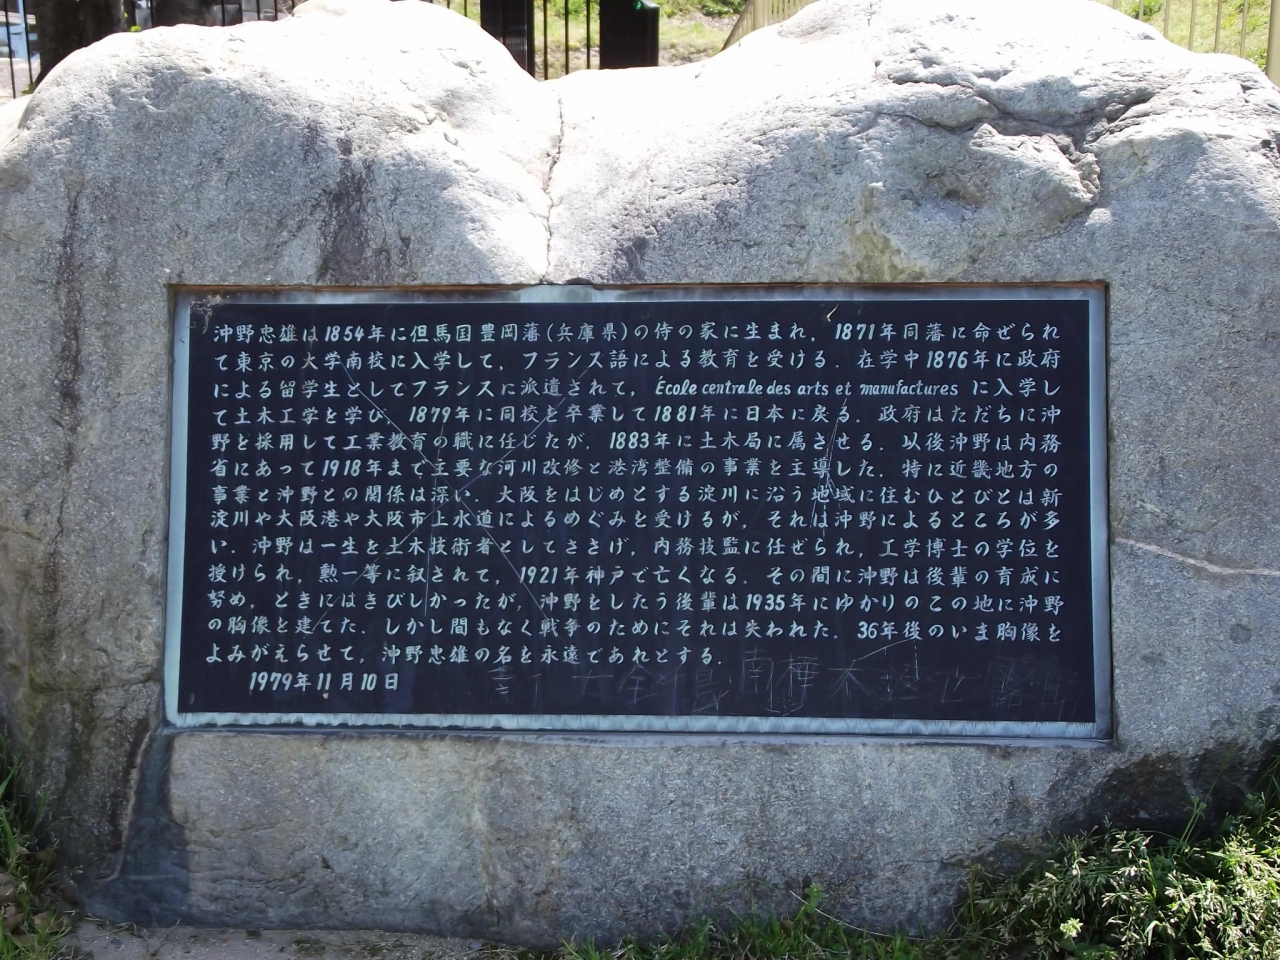 沖野忠雄は1854年に但馬国豊岡藩(兵庫県)の侍の家に生まれ, 1871年同藩に命ぜられ
て東京の大学南校に入学して, フランス語による教育を受ける. 在学中1876年に政府
による留学生としてフランスに派遣されて, École centrale des arts et manufactures に入学し
て土木工学を学び, 1879年に同校を卒業して1881年に日本に戻る. 政府はただちに沖
野を採用して工業教育の職に任じたが, 1883年に土木局に属させる. 以後沖野は内務
省にあって1918年まで主要な河川改修と港湾整備の事業を主導した. 特に近畿地方の
事業と沖野との関係は深い. 大阪をはじめとする淀川に沿う地域に住むひとびとは新
淀川や大阪港や大阪市上水道によるめぐみを受けるが, それは沖野によるところが多
い. 沖野は一生を土木技術者としてささげ, 内務技監に任ぜられ, 工学博士の学位を
授けられ, 勲一等に叙されて, 1921年神戸で亡くなる. その間に沖野は後輩の育成に
努め, ときにはきびしかったが, 沖野をしたう後輩は1935年にゆかりのこの地に沖野
の胸像を建てた. しかし間もなく戦争のためにそれは失われた. 36年後のいま胸像を
よみがえらせて, 沖野忠雄の名を永遠であれとする.
1979年11月10日